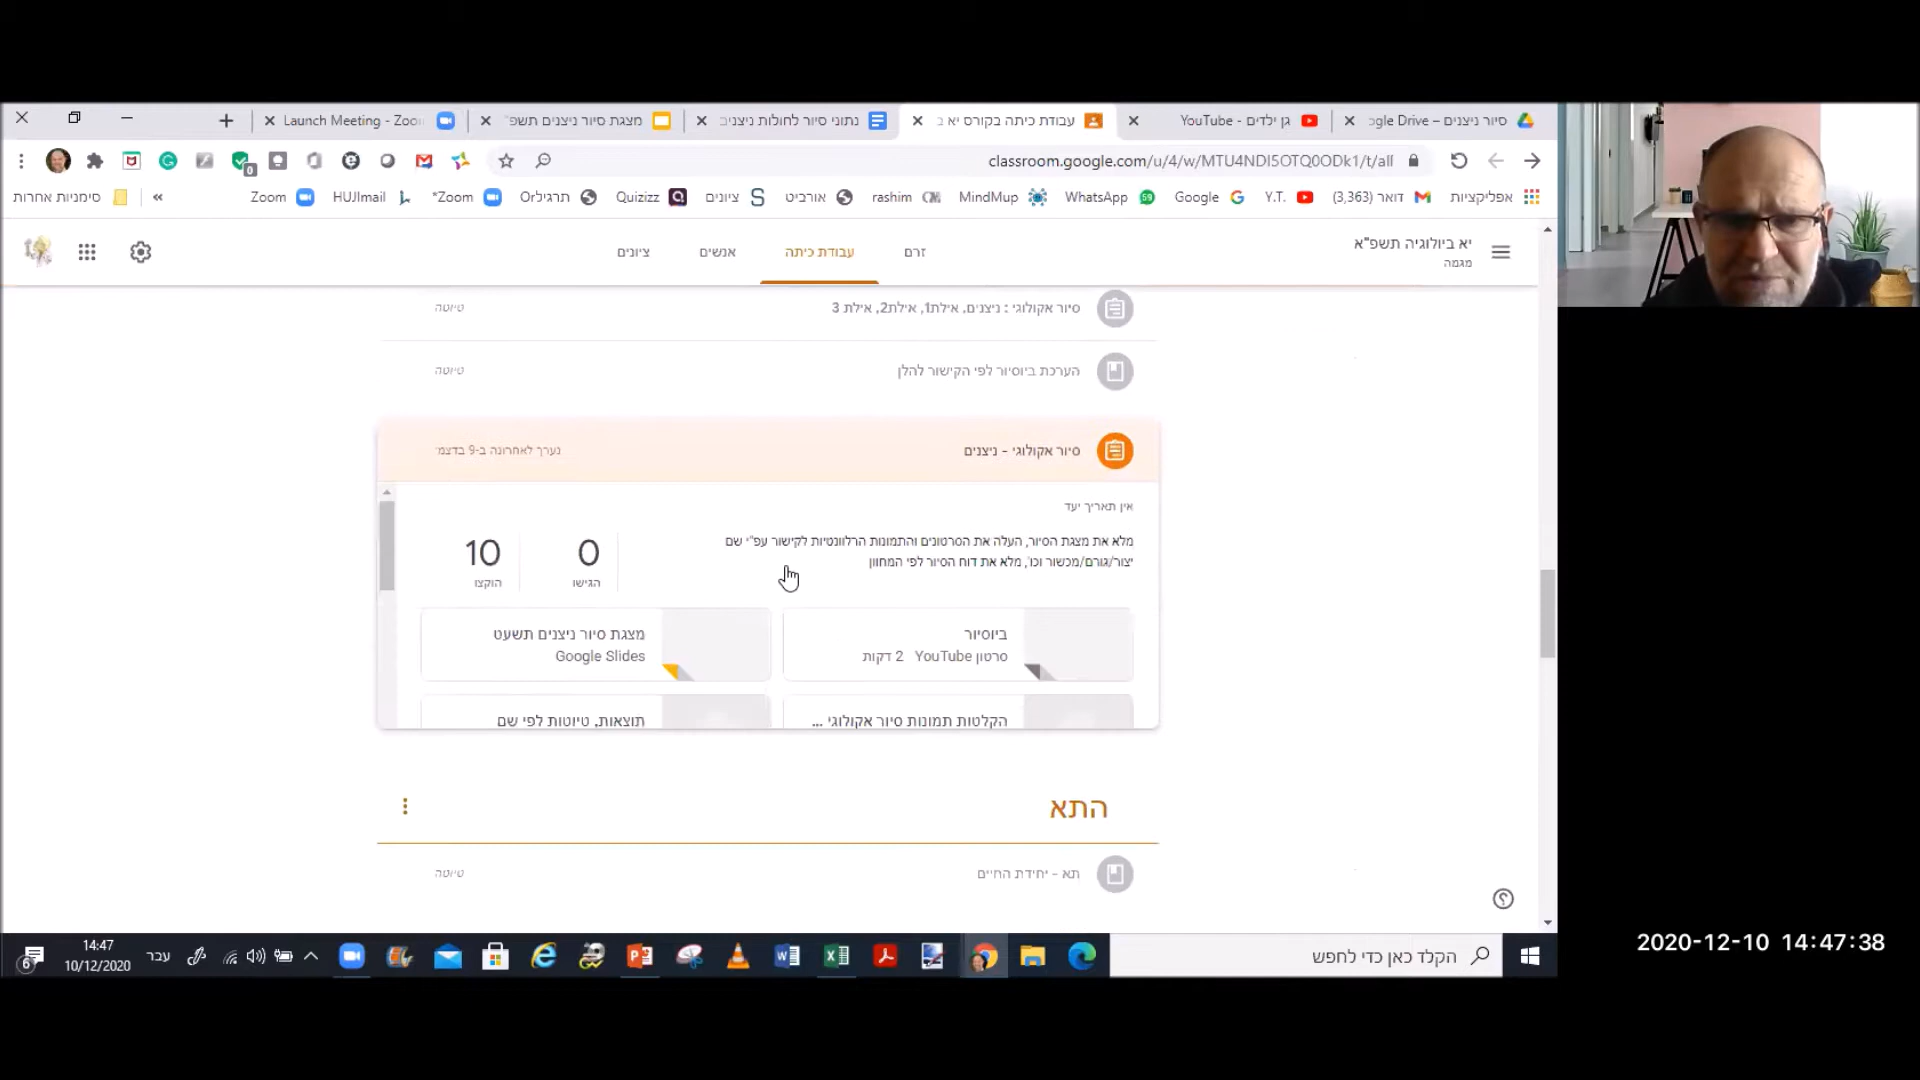 סיור ניצנים – ogle Drive
גן ילדים - YouTube
עבודת כיתה בקורס יא נ
נתוני סיור לחולות ניצנים
מצגת סיור ניצנים תשפ"
Launch Meeting - Zoo
classroom.google.com/u/4/w/MTU4NDI5OTQ0ODk1/t/all
אפליקציות
דואר (3,363)
Y.T.
Google
WhatsApp
59
MindMup
rashim
אורביט
ציונים
Quizizz
תרגילים
Zoom*
HUJImail
Zoom
»
סימניות אחרות
0
יא ביולוגיה תשפ"א
מגמה
זרם
עבודת כיתה
אנשים
ציונים
סיור אקולוגי : ניצנים, אילת1, אילת2, אילת 3
טיוטה
הערכת ביוסיור לפי הקישור להלן
טיוטה
סיור אקולוגי - ניצנים
נערך לאחרונה ב-9 בדצמ׳
אין תאריך יעד
מלא את מצגת הסיור, העלה את הסרטונים והתמונות הרלוונטיות לקישור עפ"י שם
יצור/גורם/מכשור וכו', מלא את דוח הסיור לפי המחוון
0
הגישו
10
הוקצו
ביוסיור
סרטון YouTube 2 דקות
מצגת סיור ניצנים תשעט
Google Slides
הקלטות תמונות סיור אקולוגי ...
תוצאות, טיוטות לפי שם
התא
תא - יחידת החיים
טיוטה
הקלד כאן כדי לחפש
עבר
14:47
10/12/2020
6
2020-12-10 14:47:38